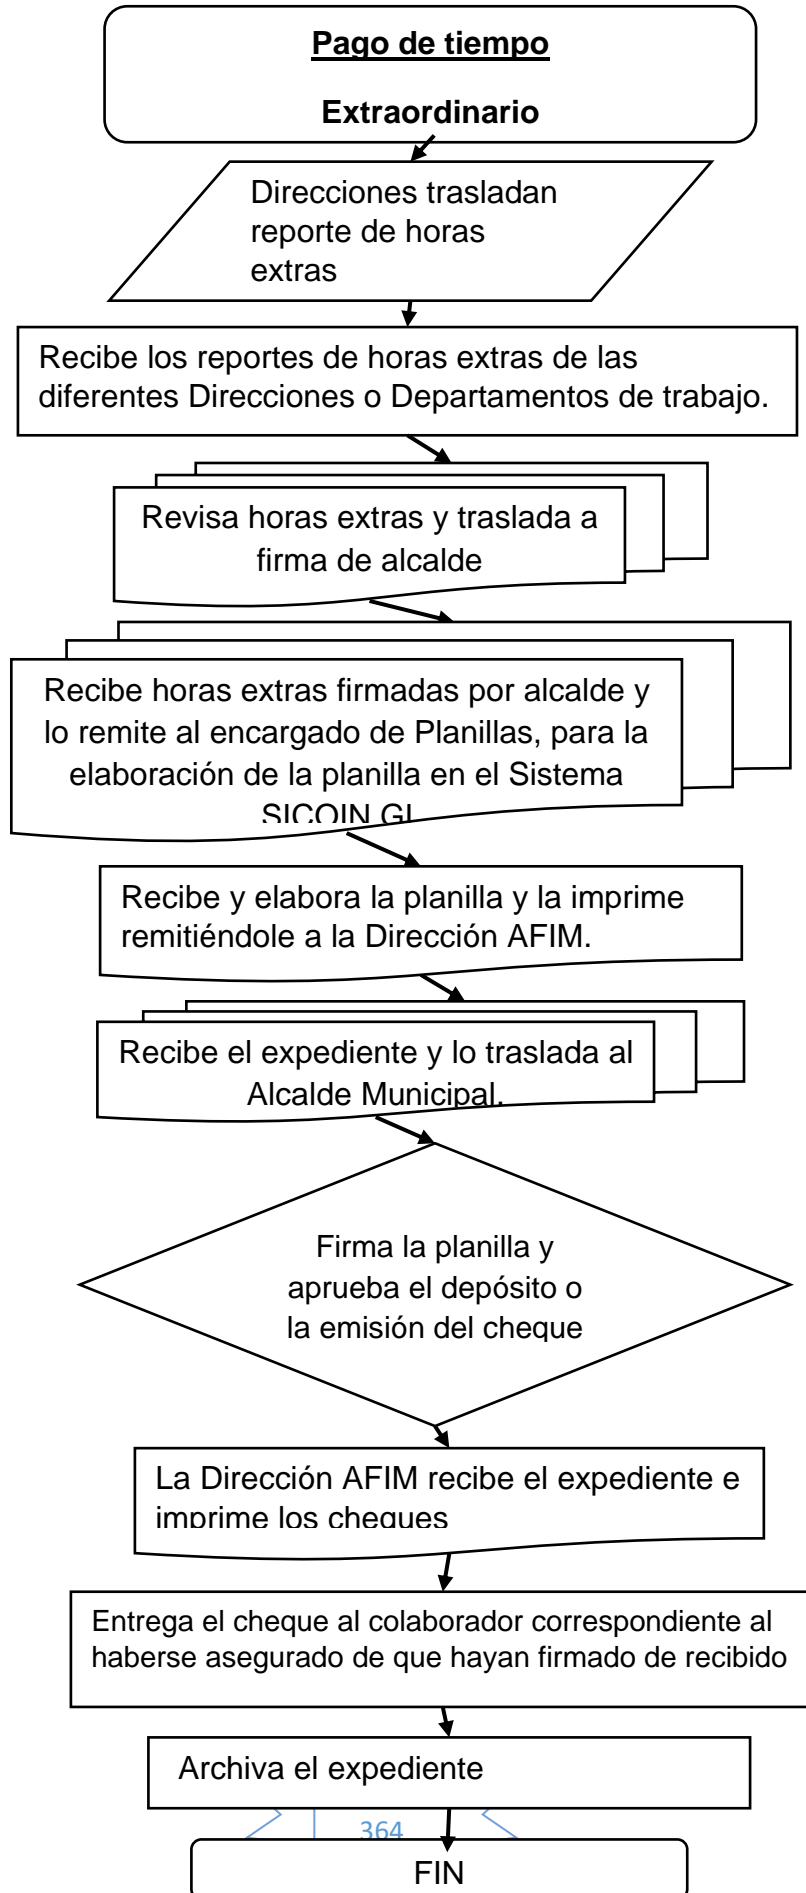 Pago de tiempo
Extraordinario
Direcciones trasladan
reporte de horas
extras
Recibe los reportes de horas extras de las
diferentes Direcciones o Departamentos de trabajo.
Revisa horas extras y traslada a
firma de alcalde
Recibe horas extras firmadas por alcalde y
lo remite al encargado de Planillas, para la
elaboración de la planilla en el Sistema
SICOIN GL
Recibe y elabora la planilla y la imprime
remitiéndole a la Dirección AFIM.
Recibe el expediente y lo traslada al
Alcalde Municipal.
Firma la planilla y
aprueba el depósito o
la emisión del cheque
La Dirección AFIM recibe el expediente e
imprime los cheques
Entrega el cheque al colaborador correspondiente al
haberse asegurado de que hayan firmado de recibido
Archiva el expediente
364
FIN